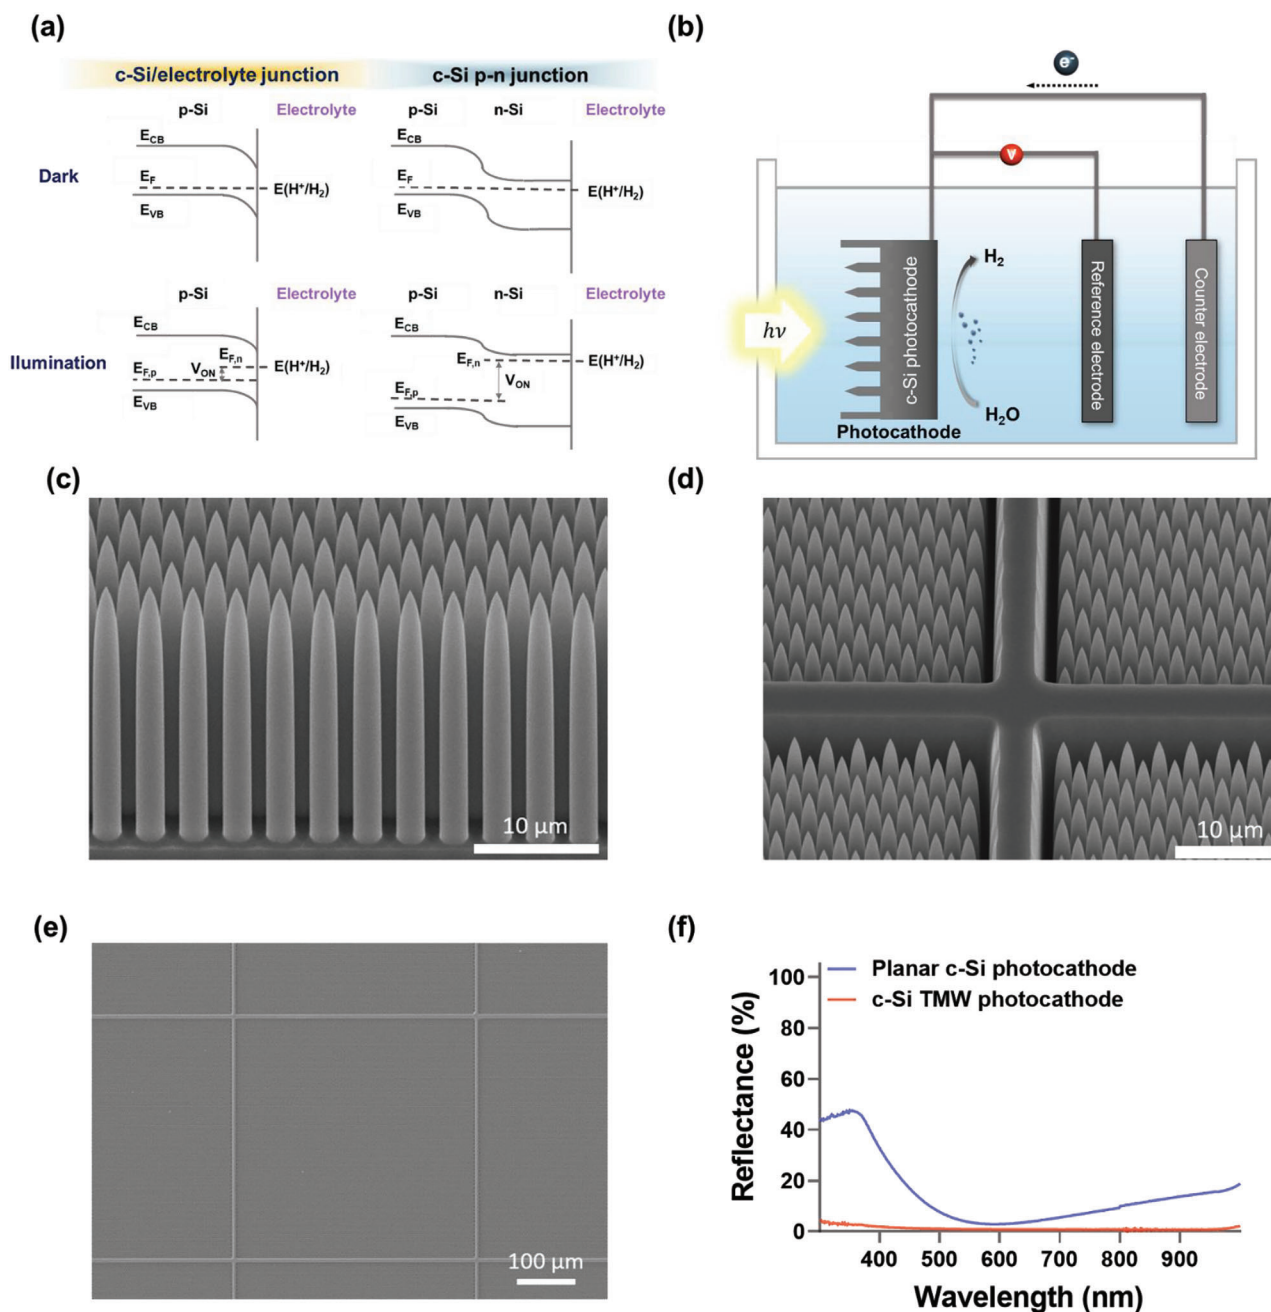 (a)
c-Si/electrolyte junction
c-Si p-n junction
p-Si
Electrolyte
p-Si
n-Si
Electrolyte
Dark
E_CB
E_F
E_VB
E(H⁺/H₂)
E_CB
E_F
E_VB
E(H⁺/H₂)
p-Si
Electrolyte
p-Si
n-Si
Electrolyte
Illumination
E_CB
E_F,n
E_F,p
V_ON
E_VB
E(H⁺/H₂)
E_CB
E_F,n
E_F,p
V_ON
E_VB
E(H⁺/H₂)
(b)
e⁻
V
hν
c-Si photocathode
H₂
H₂O
Reference electrode
Counter electrode
Photocathode
(c)
10 μm
(d)
10 μm
(e)
100 μm
(f)
Planar c-Si photocathode
c-Si TMW photocathode
Reflectance (%)
100
80
60
40
20
0
400 500 600 700 800 900
Wavelength (nm)